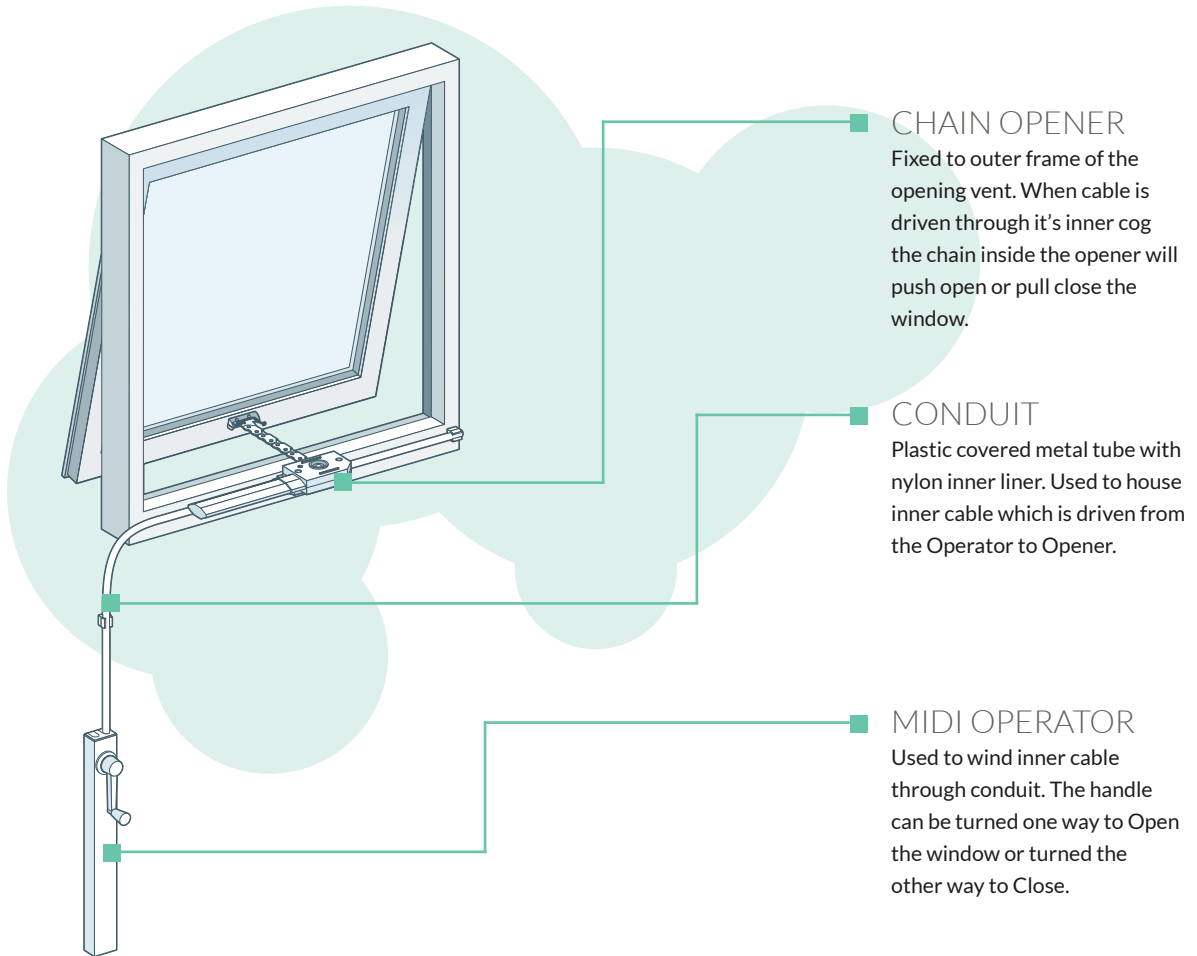 CHAIN OPENER
Fixed to outer frame of the
opening vent. When cable is
driven through it’s inner cog
the chain inside the opener will
push open or pull close the
window.
CONDUIT
Plastic covered metal tube with
nylon inner liner. Used to house
inner cable which is driven from
the Operator to Opener.
MIDI OPERATOR
Used to wind inner cable
through conduit. The handle
can be turned one way to Open
the window or turned the
other way to Close.